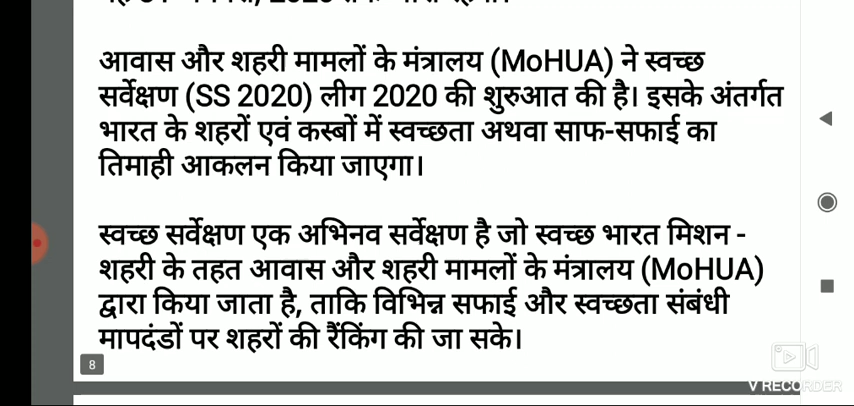 आवास और शहरी मामलों के मंत्रालय (MoHUA) ने स्वच्छ
सर्वेक्षण (SS 2020) लीग 2020 की शुरुआत की है। इसके अंतर्गत
भारत के शहरों एवं कस्बों में स्वच्छता अथवा साफ-सफाई का
तिमाही आकलन किया जाएगा।
स्वच्छ सर्वेक्षण एक अभिनव सर्वेक्षण है जो स्वच्छ भारत मिशन -
शहरी के तहत आवास और शहरी मामलों के मंत्रालय (MoHUA)
द्वारा किया जाता है, ताकि विभिन्न सफाई और स्वच्छता संबंधी
मापदंडों पर शहरों की रैंकिंग की जा सके।
8
V RECORDER